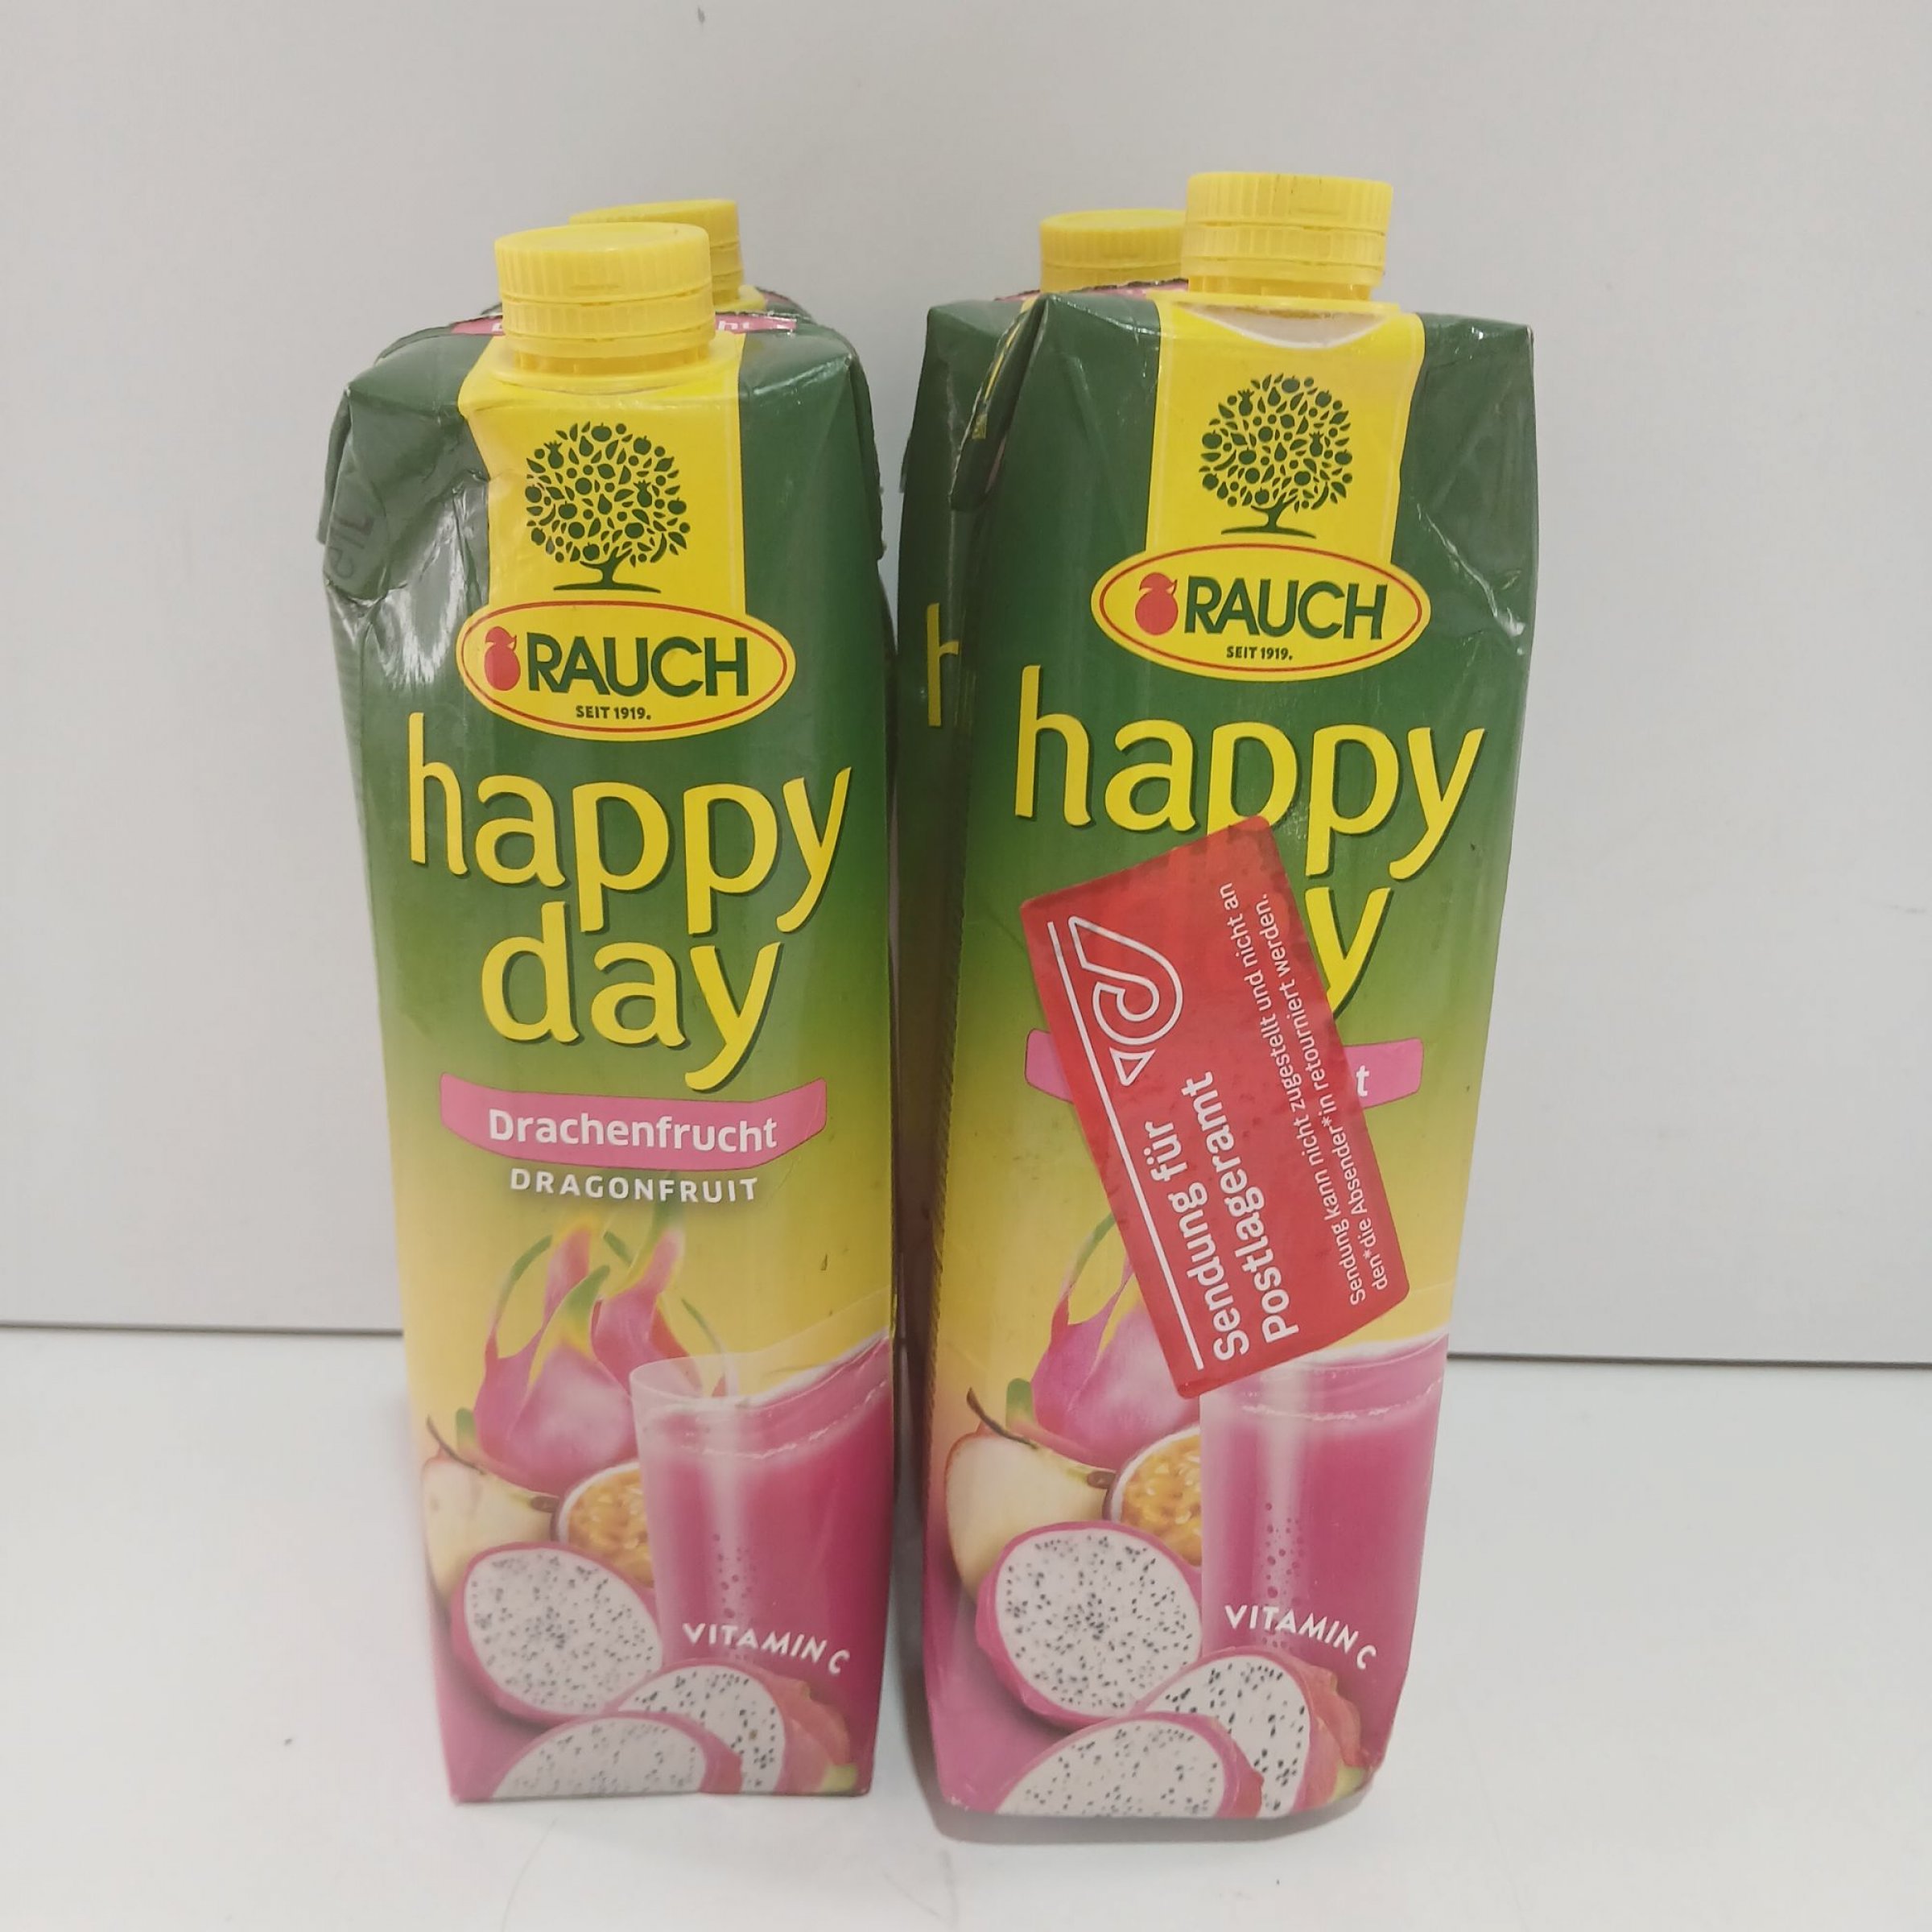 RAUCH
SEIT 1919.
happy
day
Drachenfrucht
DRAGONFRUIT
VITAMIN C
h
RAUCH
SEIT 1919.
happy
y
t
Sendung für
Postlageramt
Sendung kann nicht zugestellt und nicht an
den*die Absender*in retourniert werden.
VITAMIN C